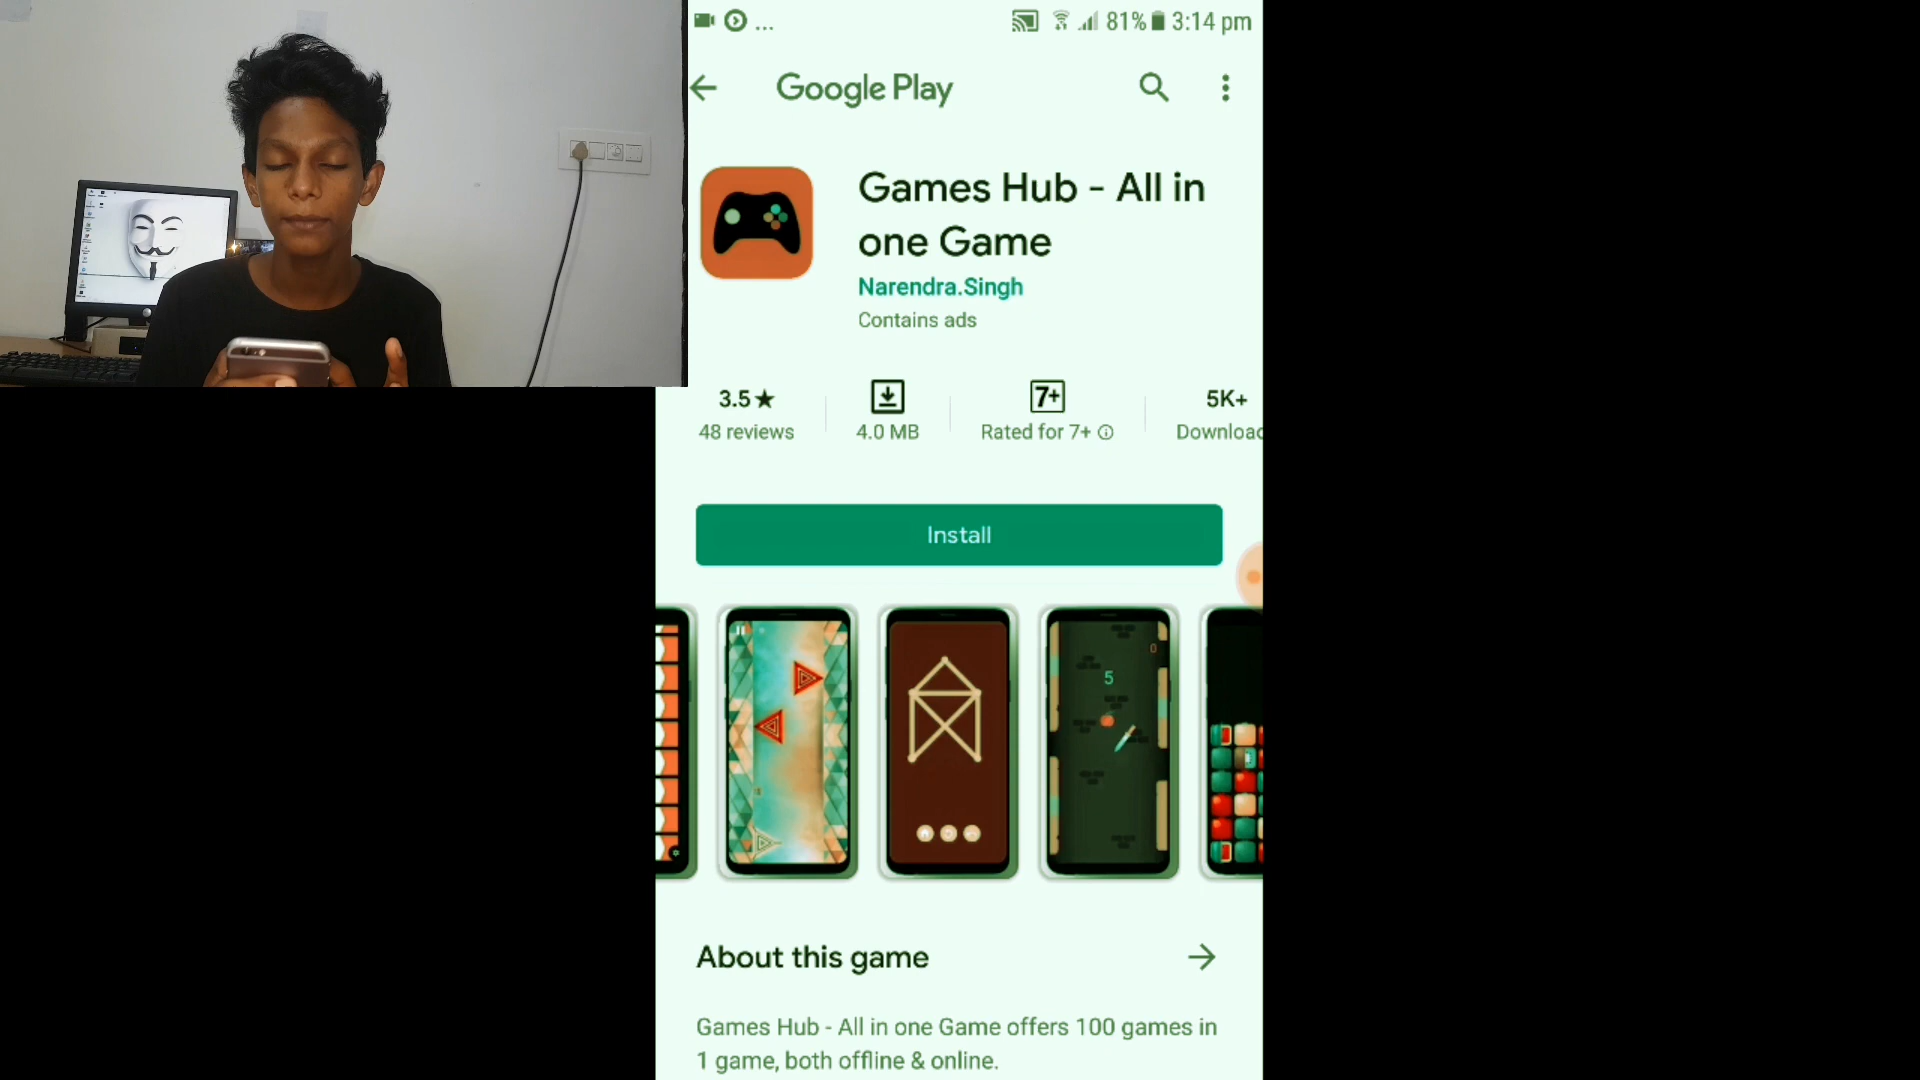 ... 81% 3:14 pm
Google Play
Games Hub - All in
one Game
Narendra.Singh
Contains ads
3.5★ 7+ 5K+
48 reviews 4.0 MB Rated for 7+ Downloac
Install
0
5
About this game
Games Hub - All in one Game offers 100 games in
1 game, both offline & online.